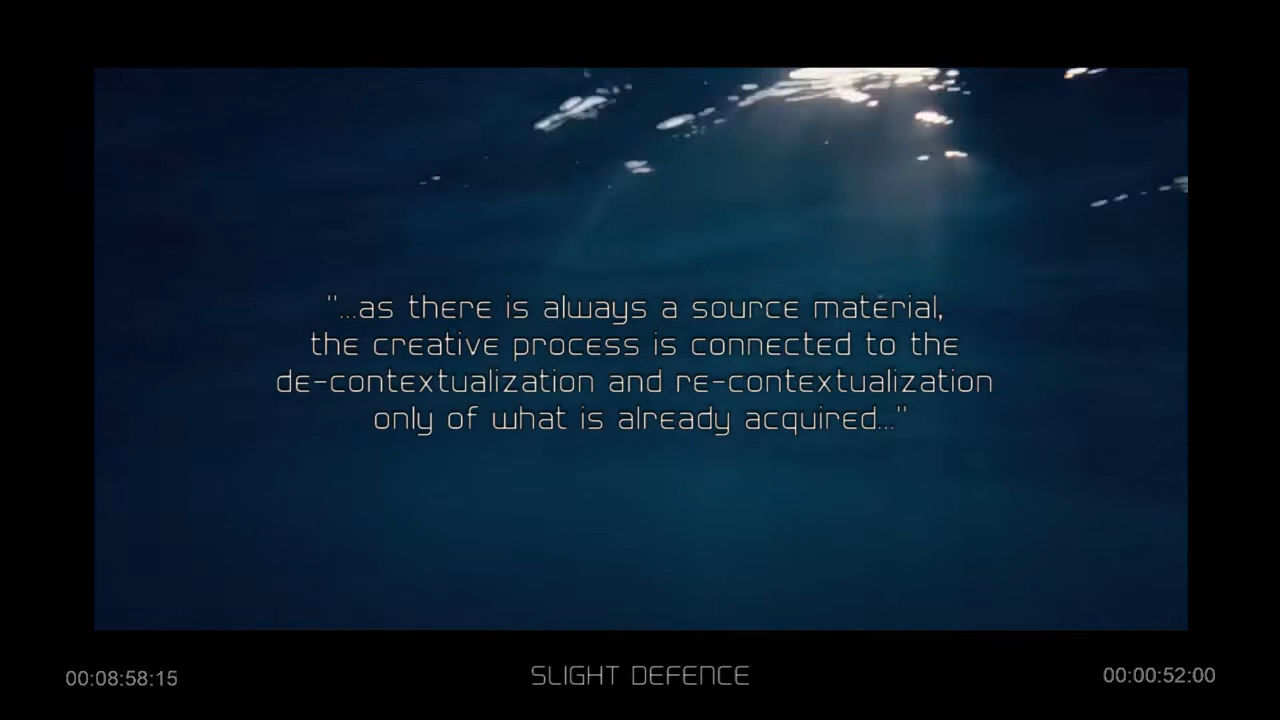 "...as there is always a source material,
the creative process is connected to the
de-contextualization and re-contextualization
only of what is already acquired..."
00:08:58:15
SLIGHT DEFENCE
00:00:52:00